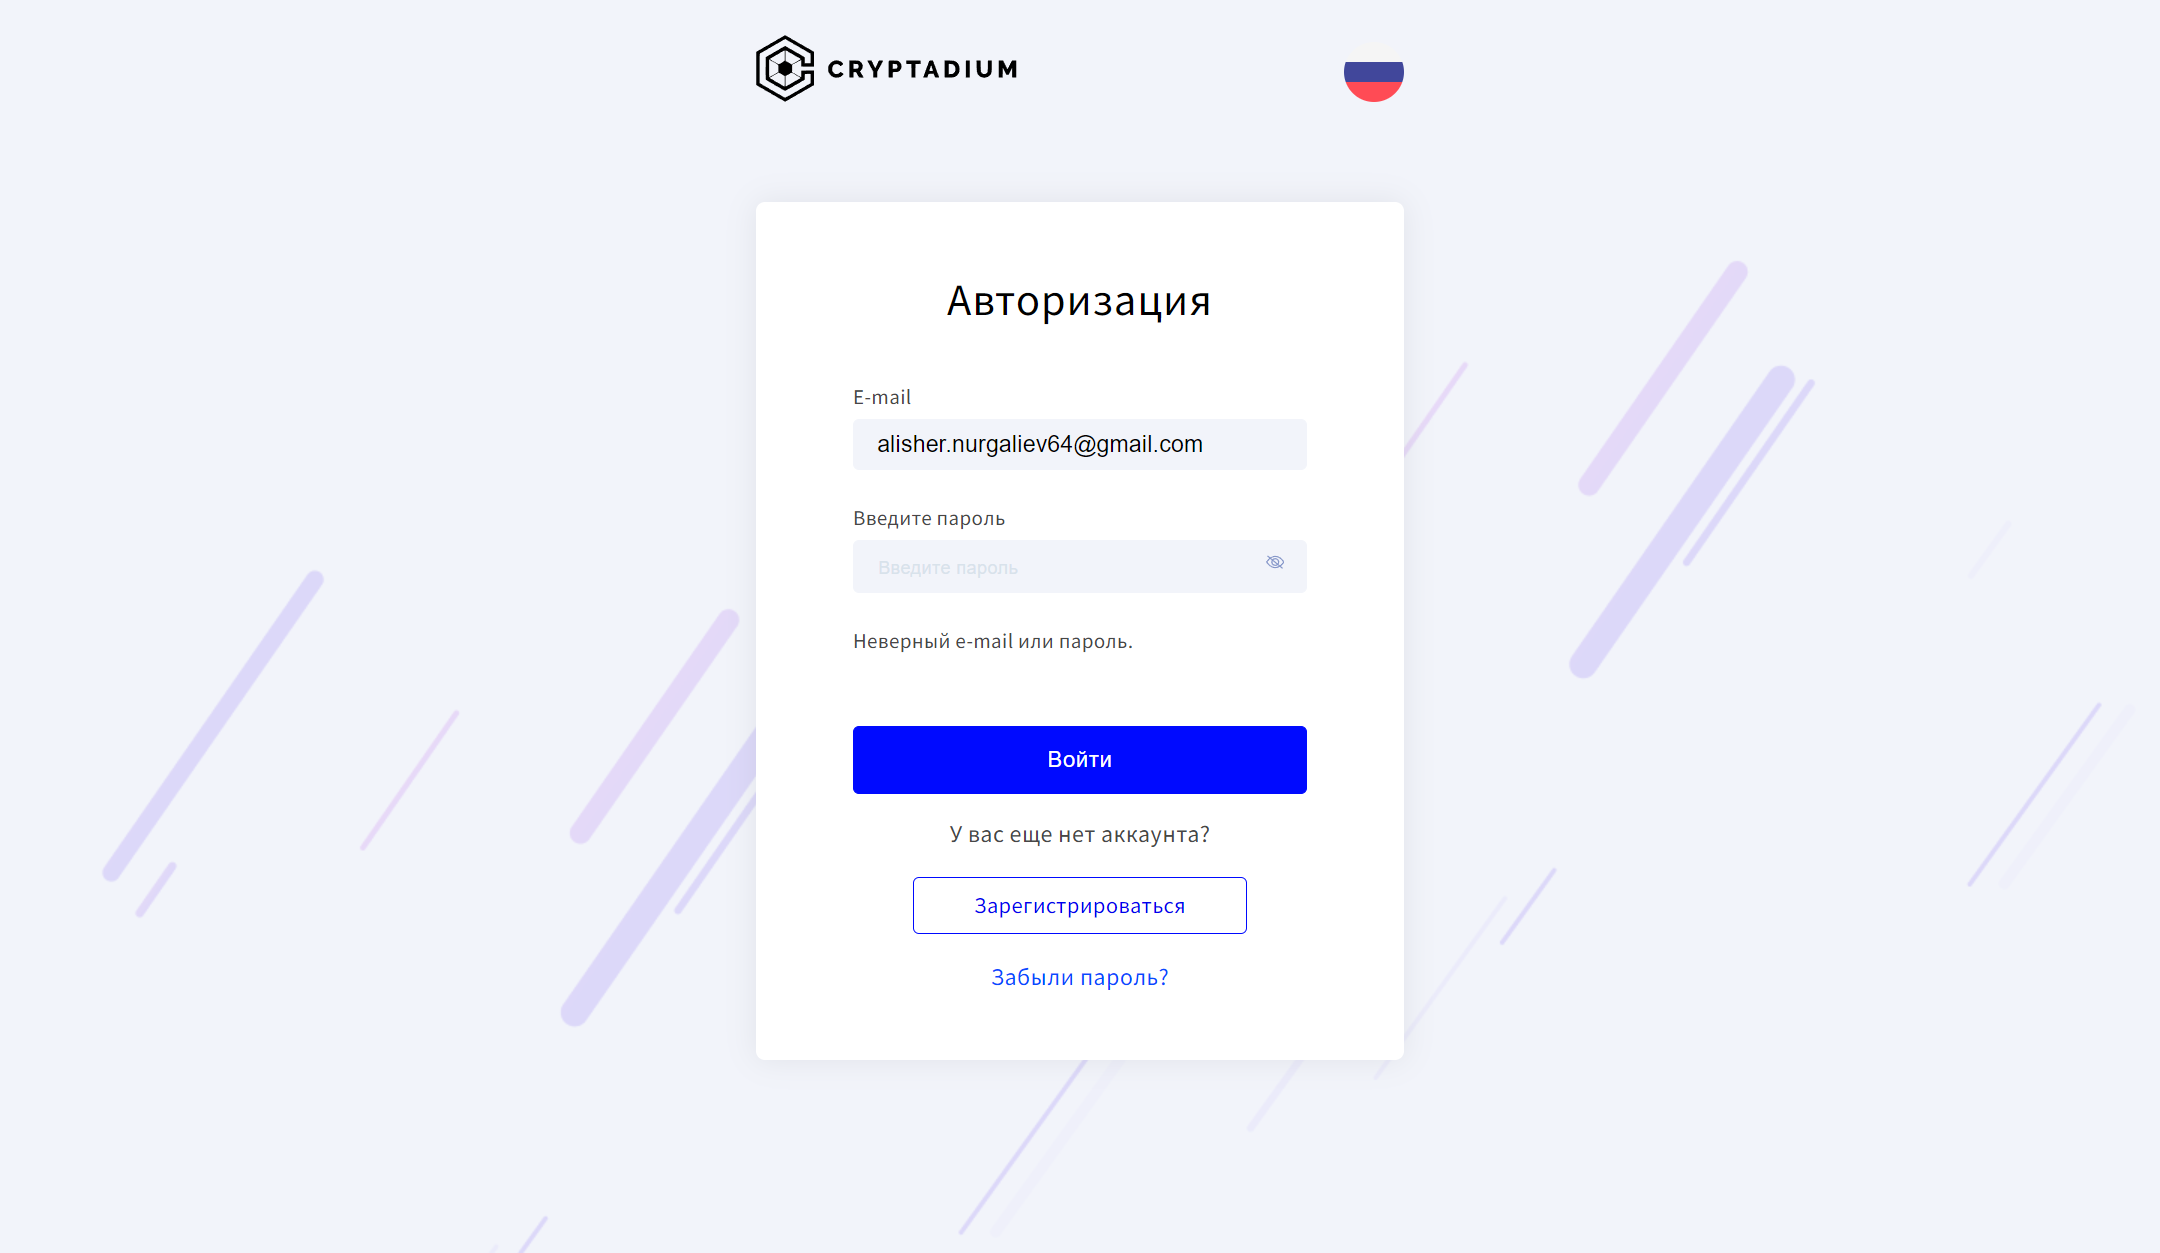 CRYPTADIUM
Авторизация
E-mail
alisher.nurgaliev64@gmail.com
Введите пароль
Введите пароль
Неверный e-mail или пароль.
Войти
У вас еще нет аккаунта?
Зарегистрироваться
Забыли пароль?